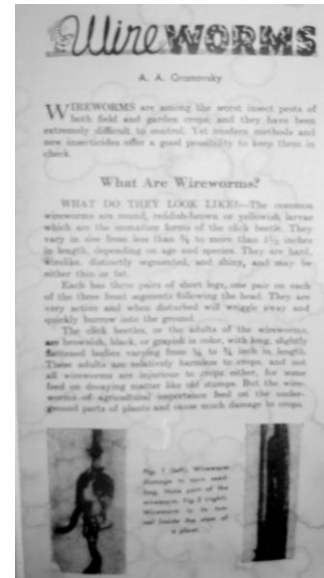 Wireworms
A. A. Granovsky
WIREWORMS are among the worst insect pests of
both field and garden crops, and they have been
extremely difficult to control. Yet modern methods and
new insecticides offer a good possibility to keep them in
check.
What Are Wireworms?
WHAT DO THEY LOOK LIKE?—The common
wireworms are round, reddish-brown or yellowish larvae
which are the immature forms of the click beetle. They
vary in size from less than to more than 1½ inches
in length, depending on age and species. They are hard,
wirelike, distinctly segmented, and shiny, and may be
either thin or fat.
Each has three pairs of short legs, one pair on each
of the three front segments following the head. They are
very active and when disturbed will wriggle away and
quickly burrow into the ground.
The click beetles, or the adults of the wireworms,
are brownish, black, or grayish in color, with long, slightly
flattened bodies varying from to ¾ inch in length.
These adults are relatively harmless to crops, and not
all wireworms are injurious to crops either, for some
feed on decaying matter like old stumps. But the wire-
worms of agricultural importance feed on the under-
ground parts of plants and cause much damage to crops.
Fig. 1 (left). Wireworm
damage to corn seed-
ling. Note part of the
wireworm. Fig. 2 (right).
Wireworm in its tun-
nel inside the stem of
a plant.